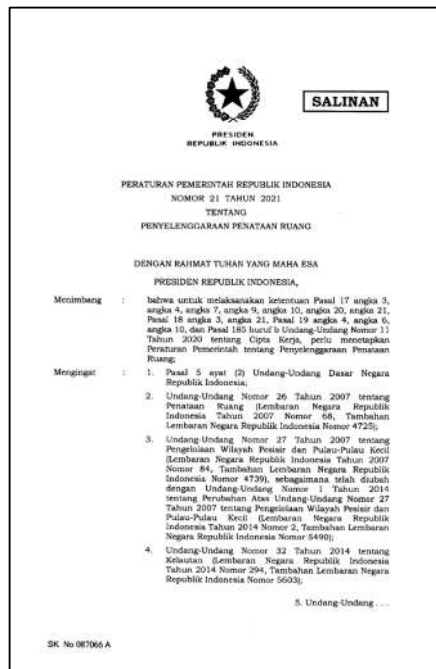 SALINAN
PRESIDEN
REPUBLIK INDONESIA
PERATURAN PEMERINTAH REPUBLIK INDONESIA
NOMOR 21 TAHUN 2021
TENTANG
PENYELENGGARAAN PENATAAN RUANG
DENGAN RAHMAT TUHAN YANG MAHA ESA
PRESIDEN REPUBLIK INDONESIA,
Menimbang : bahwa untuk melaksanakan ketentuan Pasal 17 angka 3,
angka 4, angka 7, angka 9, angka 10, angka 20, angka 21,
Pasal 18 angka 3, angka 21, Pasal 19 angka 4, angka 6,
angka 10, dan Pasal 185 huruf b Undang-Undang Nomor 11
Tahun 2020 tentang Cipta Kerja, perlu menetapkan
Peraturan Pemerintah tentang Penyelenggaraan Penataan
Ruang;
Mengingat : 1. Pasal 5 ayat (2) Undang-Undang Dasar Negara
Republik Indonesia;
2. Undang-Undang Nomor 26 Tahun 2007 tentang
Penataan Ruang (Lembaran Negara Republik
Indonesia Tahun 2007 Nomor 68, Tambahan
Lembaran Negara Republik Indonesia Nomor 4725);
3. Undang-Undang Nomor 27 Tahun 2007 tentang
Pengelolaan Wilayah Pesisir dan Pulau-Pulau Kecil
(Lembaran Negara Republik Indonesia Tahun 2007
Nomor 84, Tambahan Lembaran Negara Republik
Indonesia Nomor 4739), sebagaimana telah diubah
dengan Undang-Undang Nomor 1 Tahun 2014
tentang Perubahan Atas Undang-Undang Nomor 27
Tahun 2007 tentang Pengelolaan Wilayah Pesisir dan
Pulau-Pulau Kecil (Lembaran Negara Republik
Indonesia Tahun 2014 Nomor 2, Tambahan Lembaran
Negara Republik Indonesia Nomor 5490);
4. Undang-Undang Nomor 32 Tahun 2014 tentang
Kelautan (Lembaran Negara Republik Indonesia
Tahun 2014 Nomor 294, Tambahan Lembaran Negara
Republik Indonesia Nomor 5603);
5. Undang-Undang . . .
SK No 087066 A